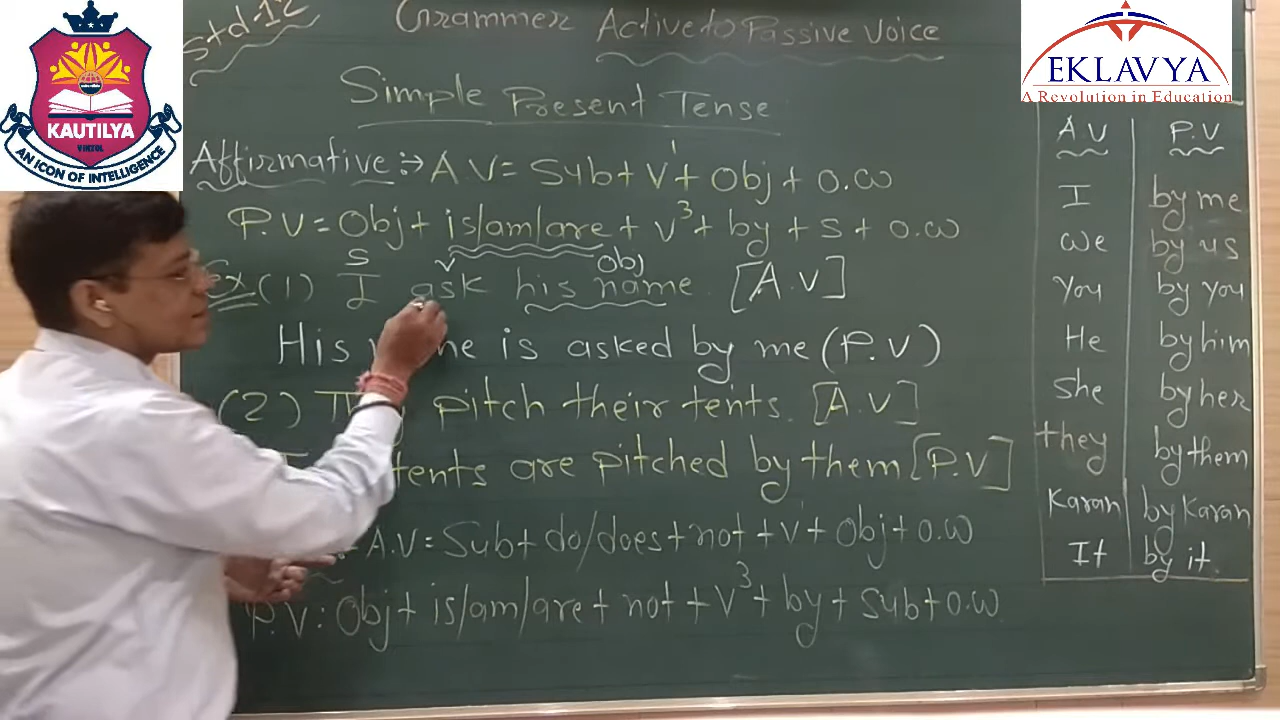 Std-12
Grammer Active to Passive Voice
Simple Present Tense
Affirmative :→ A.V = Sub + V¹ + Obj + O.W
P.V = Obj + is/am/are + V³ + by + S + O.W
S V Obj
Ex (1) I ask his name. [A.V]
His is asked by me (P.V)
(2) pitch their tents. [A.V]
tents are pitched by them [P.V]
A.V = Sub + do/does + not + V¹ + Obj + O.W
P.V : Obj + is/am/are + not + V³ + by + Sub + O.W.
A.V P.V
I by me
We by us
You by you
He by him
She by her
they by them
Karan by Karan
It by it.
KAUTILYA
VINZOL
AN ICON OF INTELLIGENCE
EKLAVYA
A Revolution in Education